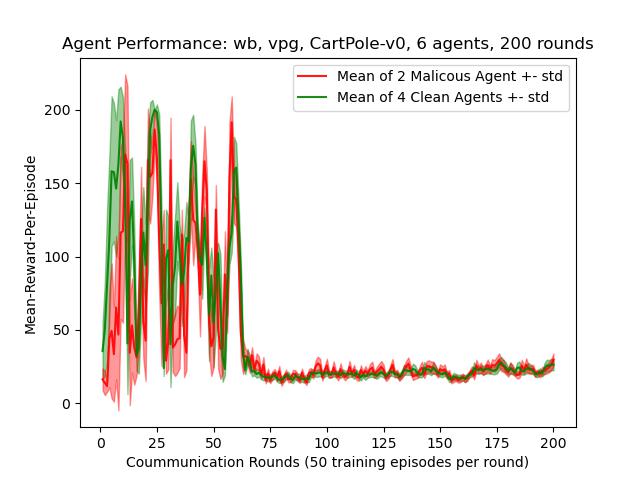 Agent Performance: wb, vpg, CartPole-v0, 6 agents, 200 rounds
Mean of 2 Malicous Agent +- std
Mean of 4 Clean Agents +- std
Mean-Reward-Per-Episode
200
150
100
50
0
0 25 50 75 100 125 150 175 200
Coummunication Rounds (50 training episodes per round)